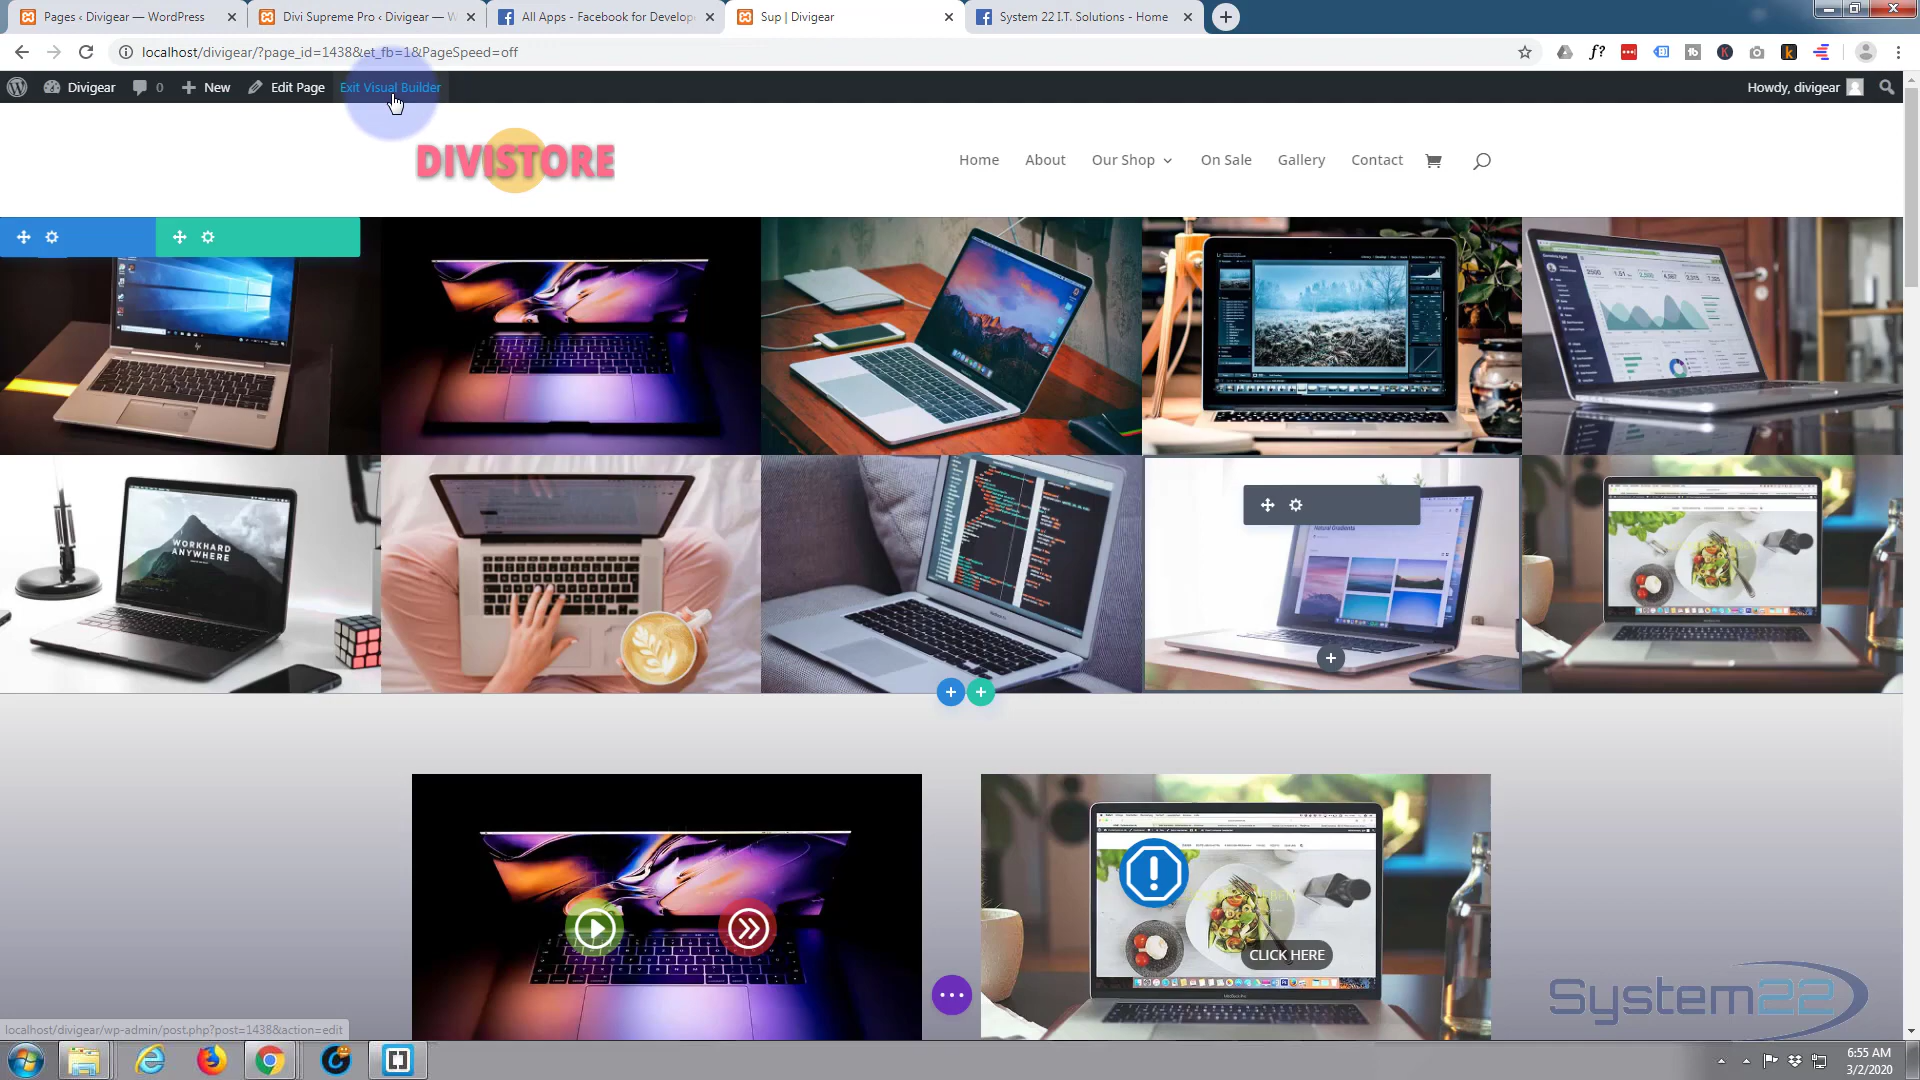 Pages ‹ Divigear — WordPress
Divi Supreme Pro ‹ Divigear — W
All Apps - Facebook for Develop
Sup | Divigear
System 22 I.T. Solutions - Home
localhost/divigear/?page_id=1438&et_fb=1&PageSpeed=off
Divigear
0
New
Edit Page
Exit Visual Builder
Howdy, divigear
DIVISTORE
Home
About
Our Shop
On Sale
Gallery
Contact
WORKHARD
ANYWHERE
CLICK HERE
System22
localhost/divigear/wp-admin/post.php?post=1438&action=edit
6:55 AM
3/2/2020